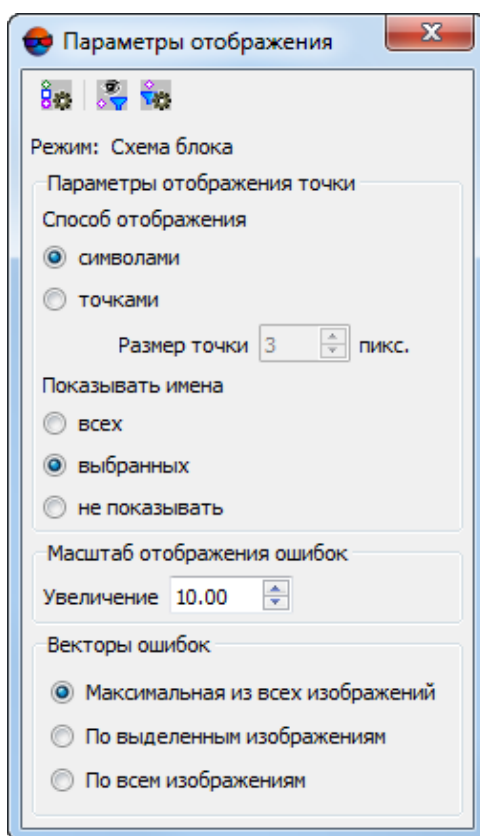 Параметры отображения
Режим: Схема блока
Параметры отображения точки
Способ отображения
символами
точками
Размер точки 3 пикс.
Показывать имена
всех
выбранных
не показывать
Масштаб отображения ошибок
Увеличение 10.00
Векторы ошибок
Максимальная из всех изображений
По выделенным изображениям
По всем изображениям